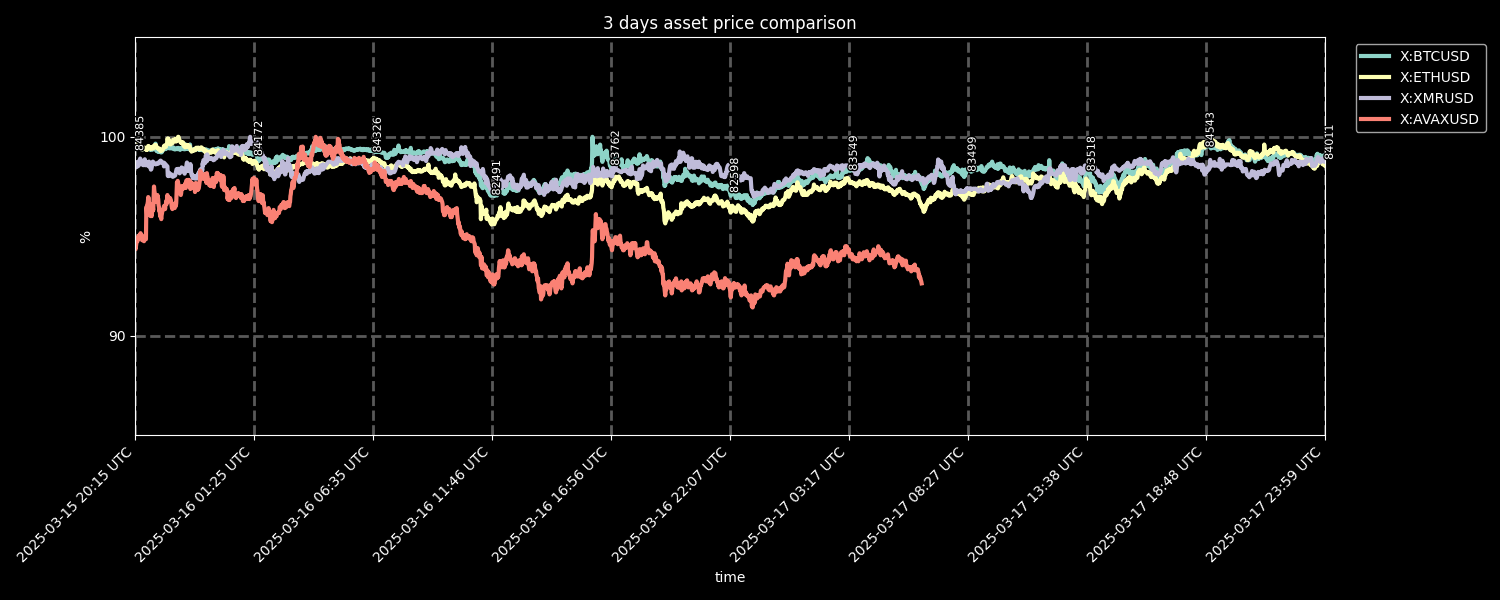 3 days asset price comparison
X:BTCUSD
X:ETHUSD
X:XMRUSD
X:AVAXUSD
100
90
%
84385
84172
84326
82491
83762
82598
83549
83499
83518
84543
84011
2025-03-15 20:15 UTC
2025-03-16 01:25 UTC
2025-03-16 06:35 UTC
2025-03-16 11:46 UTC
2025-03-16 16:56 UTC
2025-03-16 22:07 UTC
2025-03-17 03:17 UTC
2025-03-17 08:27 UTC
2025-03-17 13:38 UTC
2025-03-17 18:48 UTC
2025-03-17 23:59 UTC
time